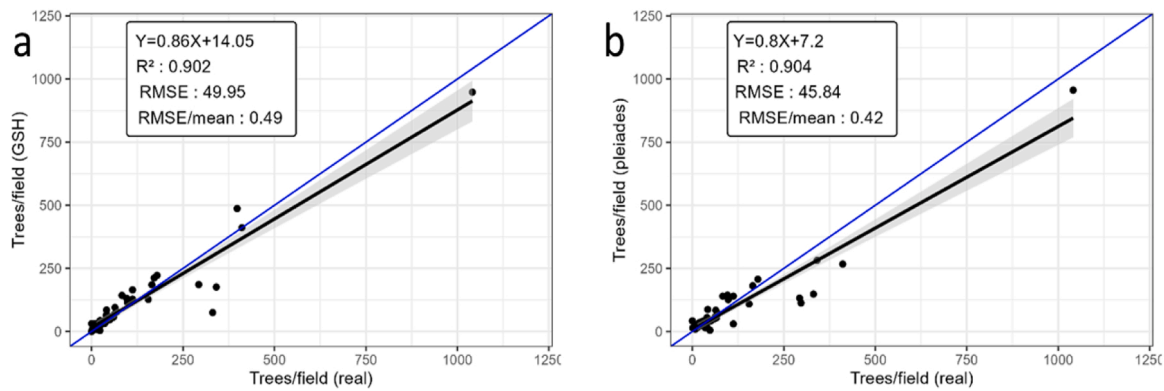 a
Y=0.86X+14.05
R² : 0.902
RMSE : 49.95
RMSE/mean : 0.49
1250
1000
750
500
250
0
0 250 500 750 1000 1250
Trees/field (GSH)
Trees/field (real)
b
Y=0.8X+7.2
R² : 0.904
RMSE : 45.84
RMSE/mean : 0.42
1250
1000
750
500
250
0
0 250 500 750 1000 1250
Trees/field (pleiades)
Trees/field (real)